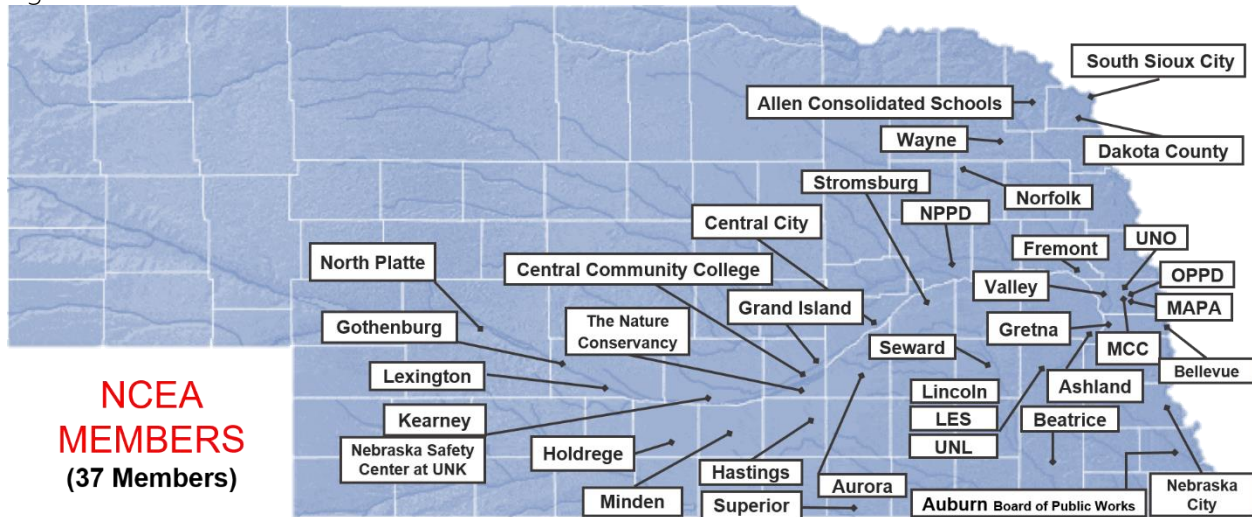 South Sioux City
Allen Consolidated Schools
Wayne
Dakota County
Stromsburg
Norfolk
NPPD
Central City
UNO
Fremont
North Platte
Central Community College
OPPD
Valley
MAPA
Grand Island
The Nature
Conservancy
Gothenburg
Gretna
Seward
MCC
Bellevue
Lexington
Lincoln
Ashland
LES
Beatrice
UNL
Kearney
Nebraska Safety
Center at UNK
Holdrege
Hastings
Aurora
Minden
Superior
Auburn Board of Public Works
Nebraska
City
NCEA
MEMBERS
(37 Members)